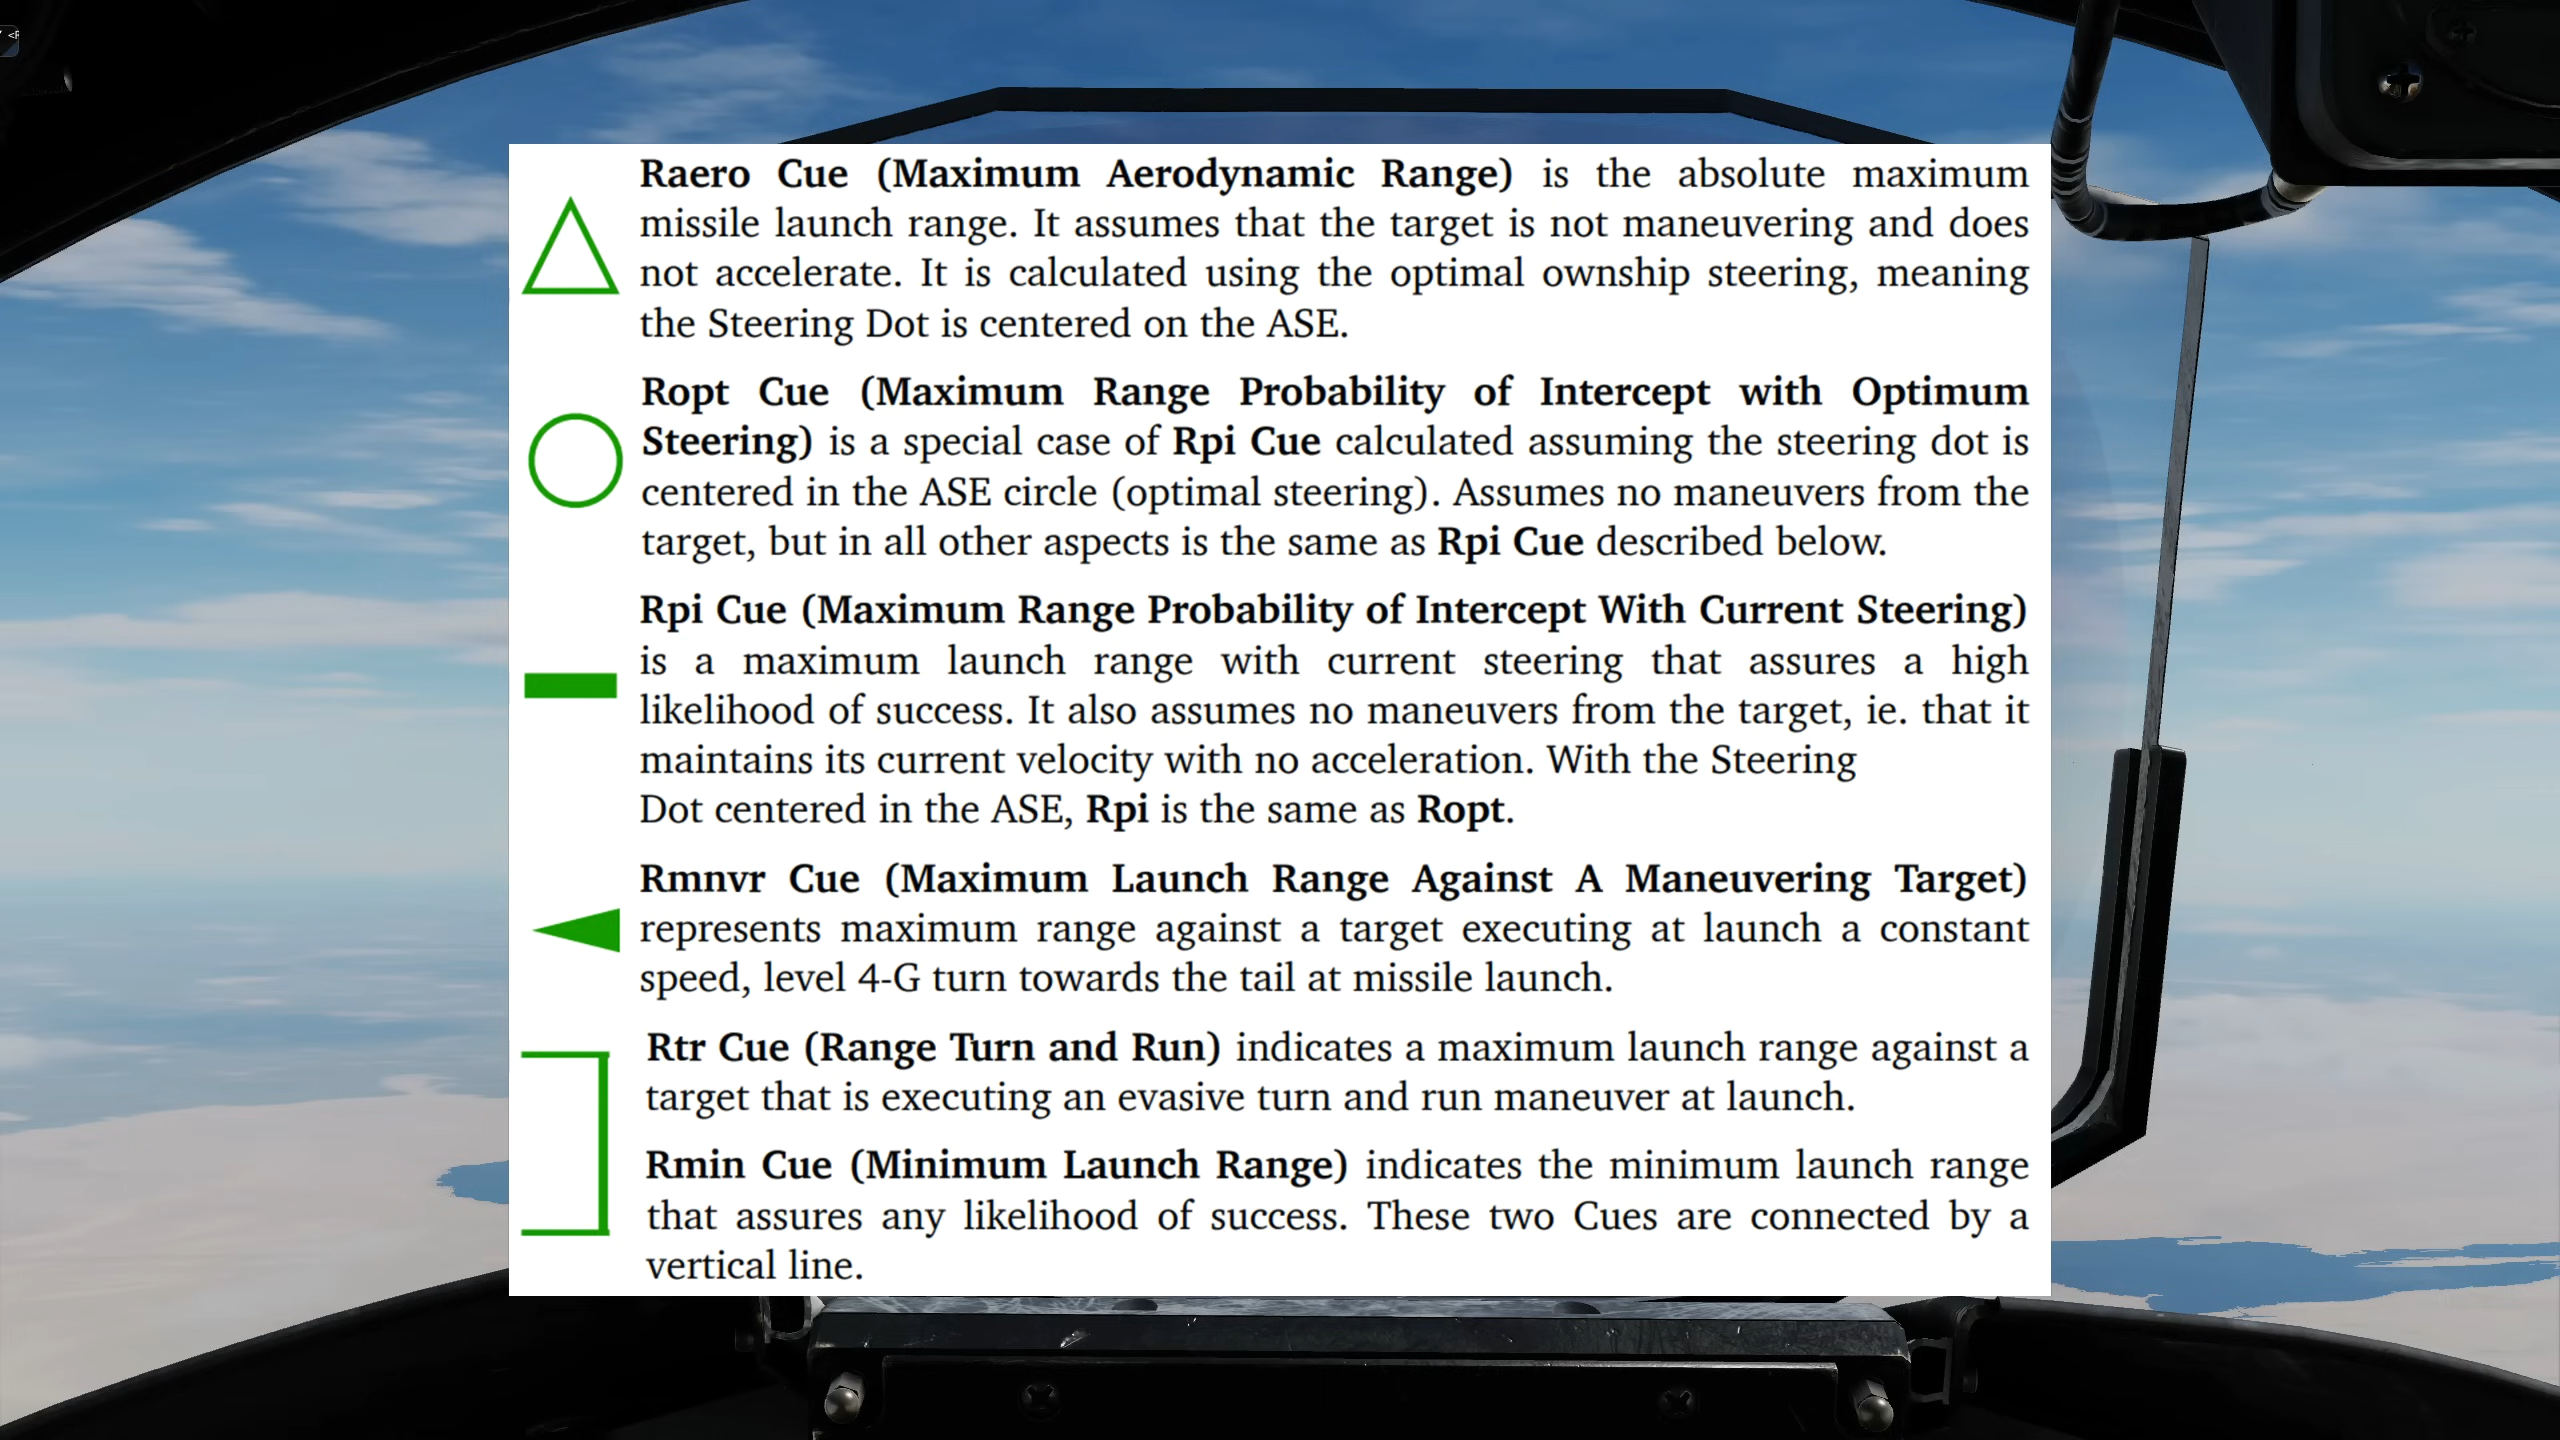 Raero Cue (Maximum Aerodynamic Range) is the absolute maximum
missile launch range. It assumes that the target is not maneuvering and does
not accelerate. It is calculated using the optimal ownship steering, meaning
the Steering Dot is centered on the ASE.
Ropt Cue (Maximum Range Probability of Intercept with Optimum
Steering) is a special case of Rpi Cue calculated assuming the steering dot is
centered in the ASE circle (optimal steering). Assumes no maneuvers from the
target, but in all other aspects is the same as Rpi Cue described below.
Rpi Cue (Maximum Range Probability of Intercept With Current Steering)
is a maximum launch range with current steering that assures a high
likelihood of success. It also assumes no maneuvers from the target, ie. that it
maintains its current velocity with no acceleration. With the Steering
Dot centered in the ASE, Rpi is the same as Ropt.
Rmnvr Cue (Maximum Launch Range Against A Maneuvering Target)
represents maximum range against a target executing at launch a constant
speed, level 4-G turn towards the tail at missile launch.
Rtr Cue (Range Turn and Run) indicates a maximum launch range against a
target that is executing an evasive turn and run maneuver at launch.
Rmin Cue (Minimum Launch Range) indicates the minimum launch range
that assures any likelihood of success. These two Cues are connected by a
vertical line.